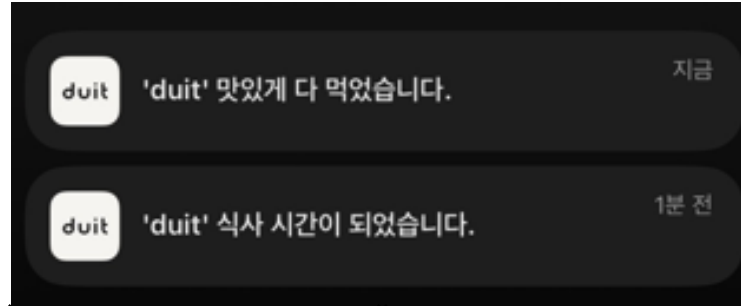 duit
'duit' 맛있게 다 먹었습니다.
지금
duit
'duit' 식사 시간이 되었습니다.
1분 전